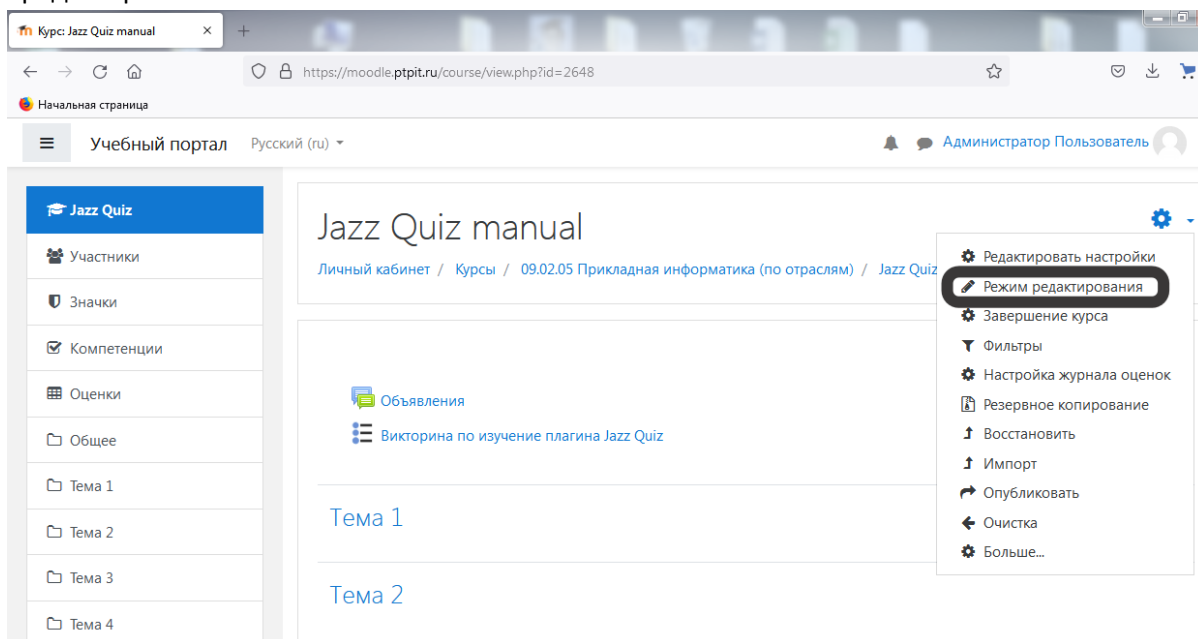 Курс: Jazz Quiz manual
https://moodle.ptpit.ru/course/view.php?id=2648
Начальная страница
Учебный портал Русский (ru)
Администратор Пользователь
Jazz Quiz
Участники
Значки
Компетенции
Оценки
Общее
Тема 1
Тема 2
Тема 3
Тема 4
Jazz Quiz manual
Личный кабинет / Курсы / 09.02.05 Прикладная информатика (по отраслям) / Jazz Quiz
Объявления
Викторина по изучение плагина Jazz Quiz
Тема 1
Тема 2
Редактировать настройки
Режим редактирования
Завершение курса
Фильтры
Настройка журнала оценок
Резервное копирование
Восстановить
Импорт
Опубликовать
Очистка
Больше...